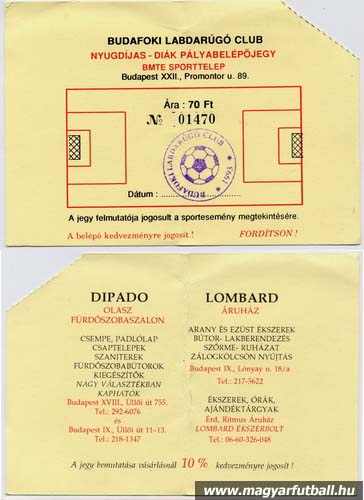 BUDAFOKI LABDARÚGÓ CLUB
NYUGDÍJAS - DIÁK PÁLYABELÉPŐJEGY
BMTE SPORTTELEP
Budapest XXII., Promontor u. 89.
Ára : 70 Ft
№ 01470
BUDAFOKI LABDARÚGÓ CLUB * 1993 *
Dátum :
A jegy felmutatója jogosult a sportesemény megtekintésére.
A belépő kedvezményre jogosít ! FORDÍTSON !
DIPADO
OLASZ
FÜRDŐSZOBASZALON
CSEMPE, PADLÓLAP
CSAPTELEPEK
SZANITEREK
FÜRDŐSZOBABÚTOROK
KIEGÉSZÍTŐK
NAGY VÁLASZTÉKBAN
KAPHATÓK
Budapest XVIII., Üllői út 755.
Tel.: 292-6076
és
Budapest IX., Üllői út 11-13.
Tel.: 218-1347
LOMBARD
ÁRUHÁZ
ARANY ÉS EZÜST ÉKSZEREK
BÚTOR- LAKBERENDEZÉS
SZŐRME- RUHÁZAT
ZÁLOGKÖLCSÖN NYÚJTÁS
Budapest IX., Lónyay u. 18/a
Tel.: 217-5622
ÉKSZEREK, ÓRÁK,
AJÁNDÉKTÁRGYAK
Érd, Ritmus Áruház
LOMBARD ÉKSZERBOLT
Tel.: 06-60-326-048
A jegy bemutatása vásárlásnál 10 % kedvezményre jogosít !
www.magyarfutball.hu